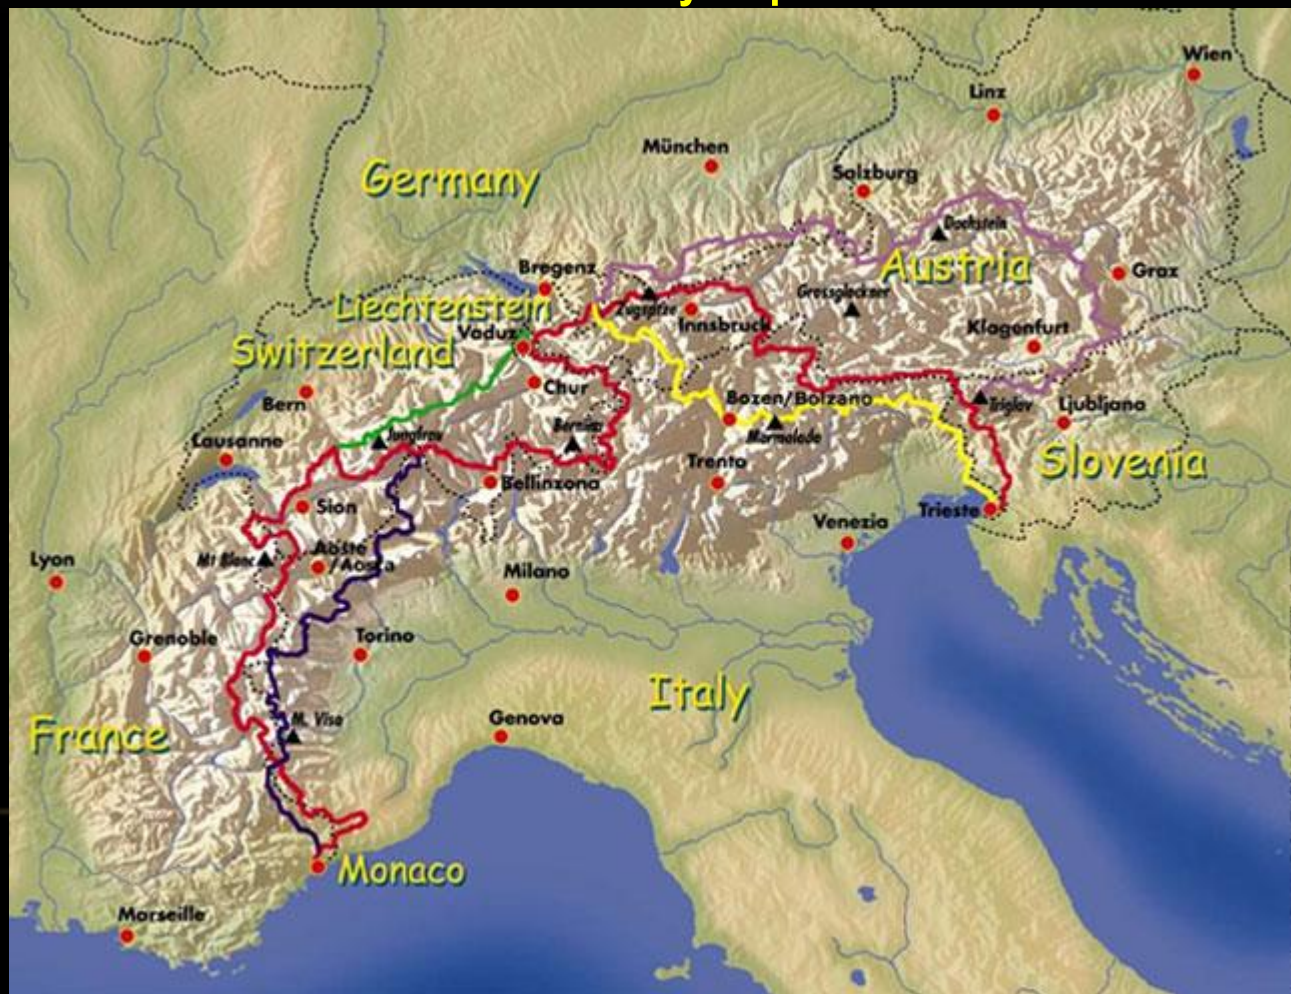 Wien
Linz
München
Salzburg
Germany
Dachstein
Bregenz
Austria
Graz
Grossglockner
Liechtenstein
Zugspitze
Innsbruck
Klagenfurt
Vaduz
Switzerland
Chur
Bern
Bozen/Bolzano
Triglav
Ljubljana
Lausanne
Jungfrau
Bernina
Marmolada
Trento
Slovenia
Bellinzona
Sion
Trieste
Venezia
Mt Blanc
Aoste
/Aosta
Lyon
Milano
Grenoble
Torino
Italy
M. Viso
Genova
France
Monaco
Marseille